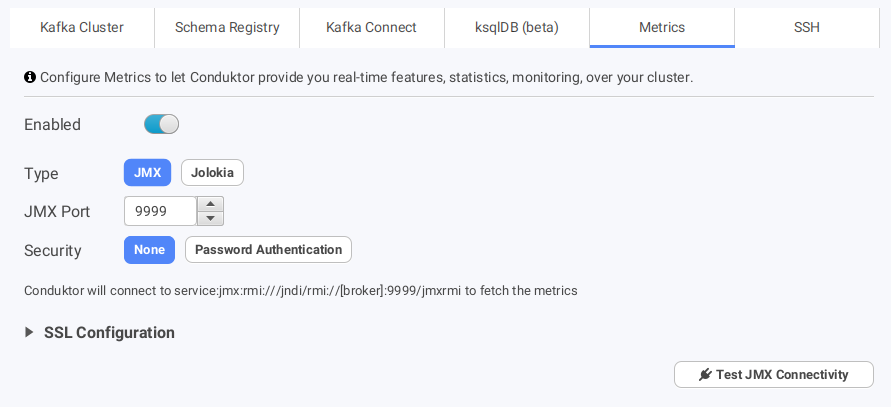 Kafka Cluster Schema Registry Kafka Connect ksqlDB (beta) Metrics SSH
Configure Metrics to let Conduktor provide you real-time features, statistics, monitoring, over your cluster.
Enabled
Type JMX Jolokia
JMX Port 9999
Security None Password Authentication
Conduktor will connect to service:jmx:rmi:///jndi/rmi://[broker]:9999/jmxrmi to fetch the metrics
SSL Configuration
Test JMX Connectivity